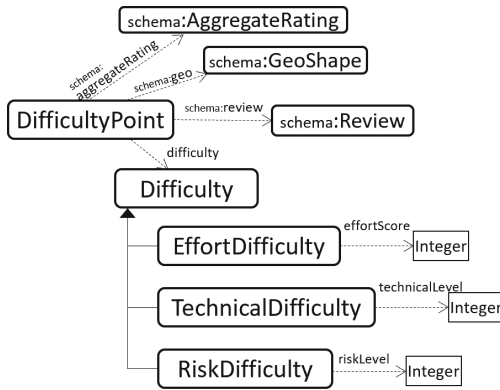 schema:AggregateRating
schema:
aggregateRating
schema:GeoShape
schema:geo
DifficultyPoint
schema:review
schema:Review
difficulty
Difficulty
effortScore
EffortDifficulty
Integer
technicalLevel
TechnicalDifficulty
Integer
riskLevel
RiskDifficulty
Integer